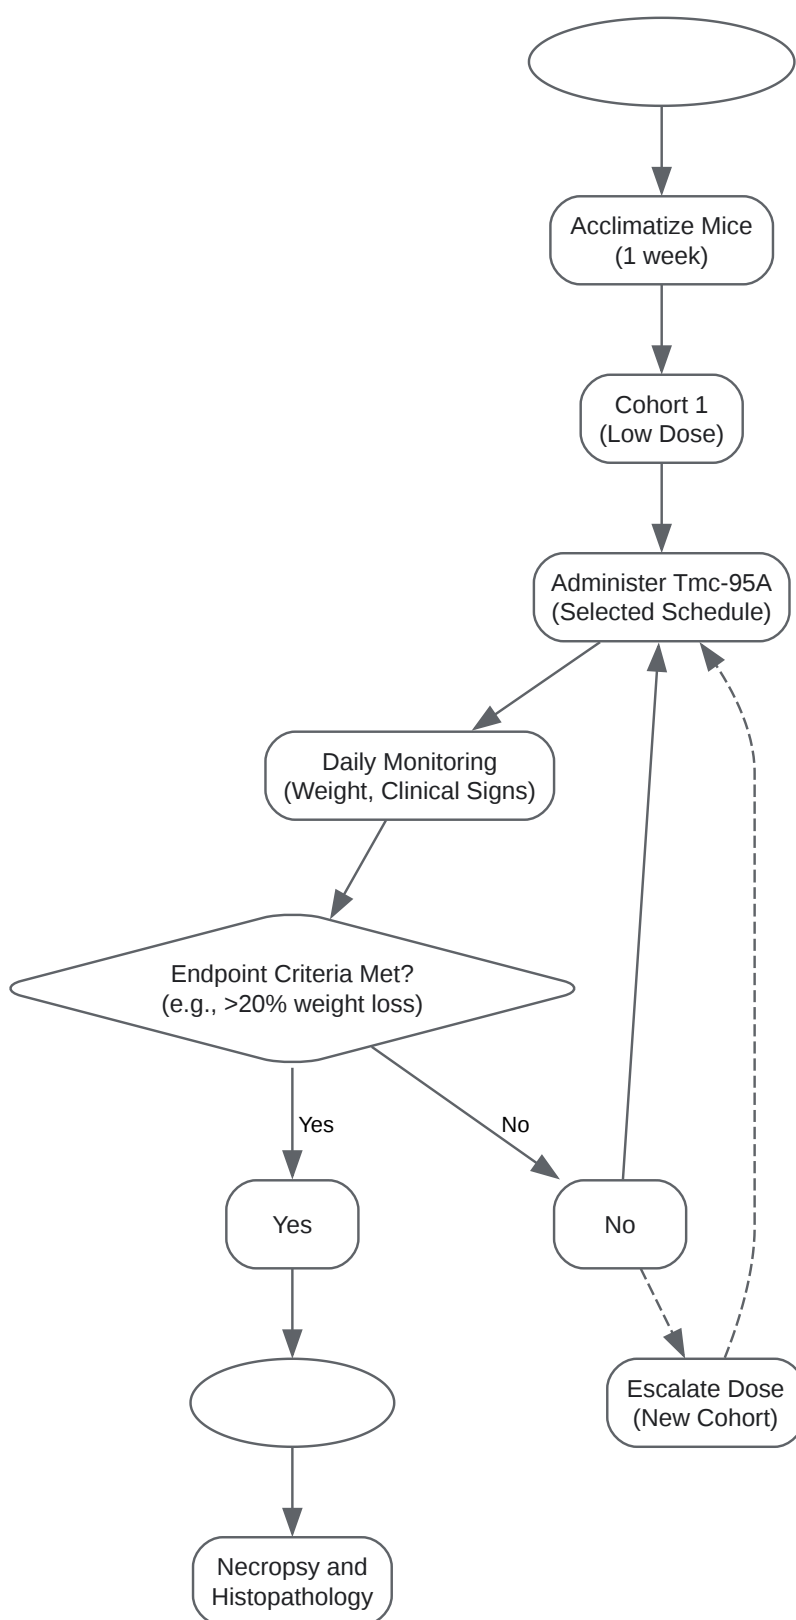 Acclimatize Mice
(1 week)
Cohort 1
(Low Dose)
Administer Tmc-95A
(Selected Schedule)
Daily Monitoring
(Weight, Clinical Signs)
Endpoint Criteria Met?
(e.g., >20% weight loss)
Yes
No
Yes
No
Escalate Dose
(New Cohort)
Necropsy and
Histopathology